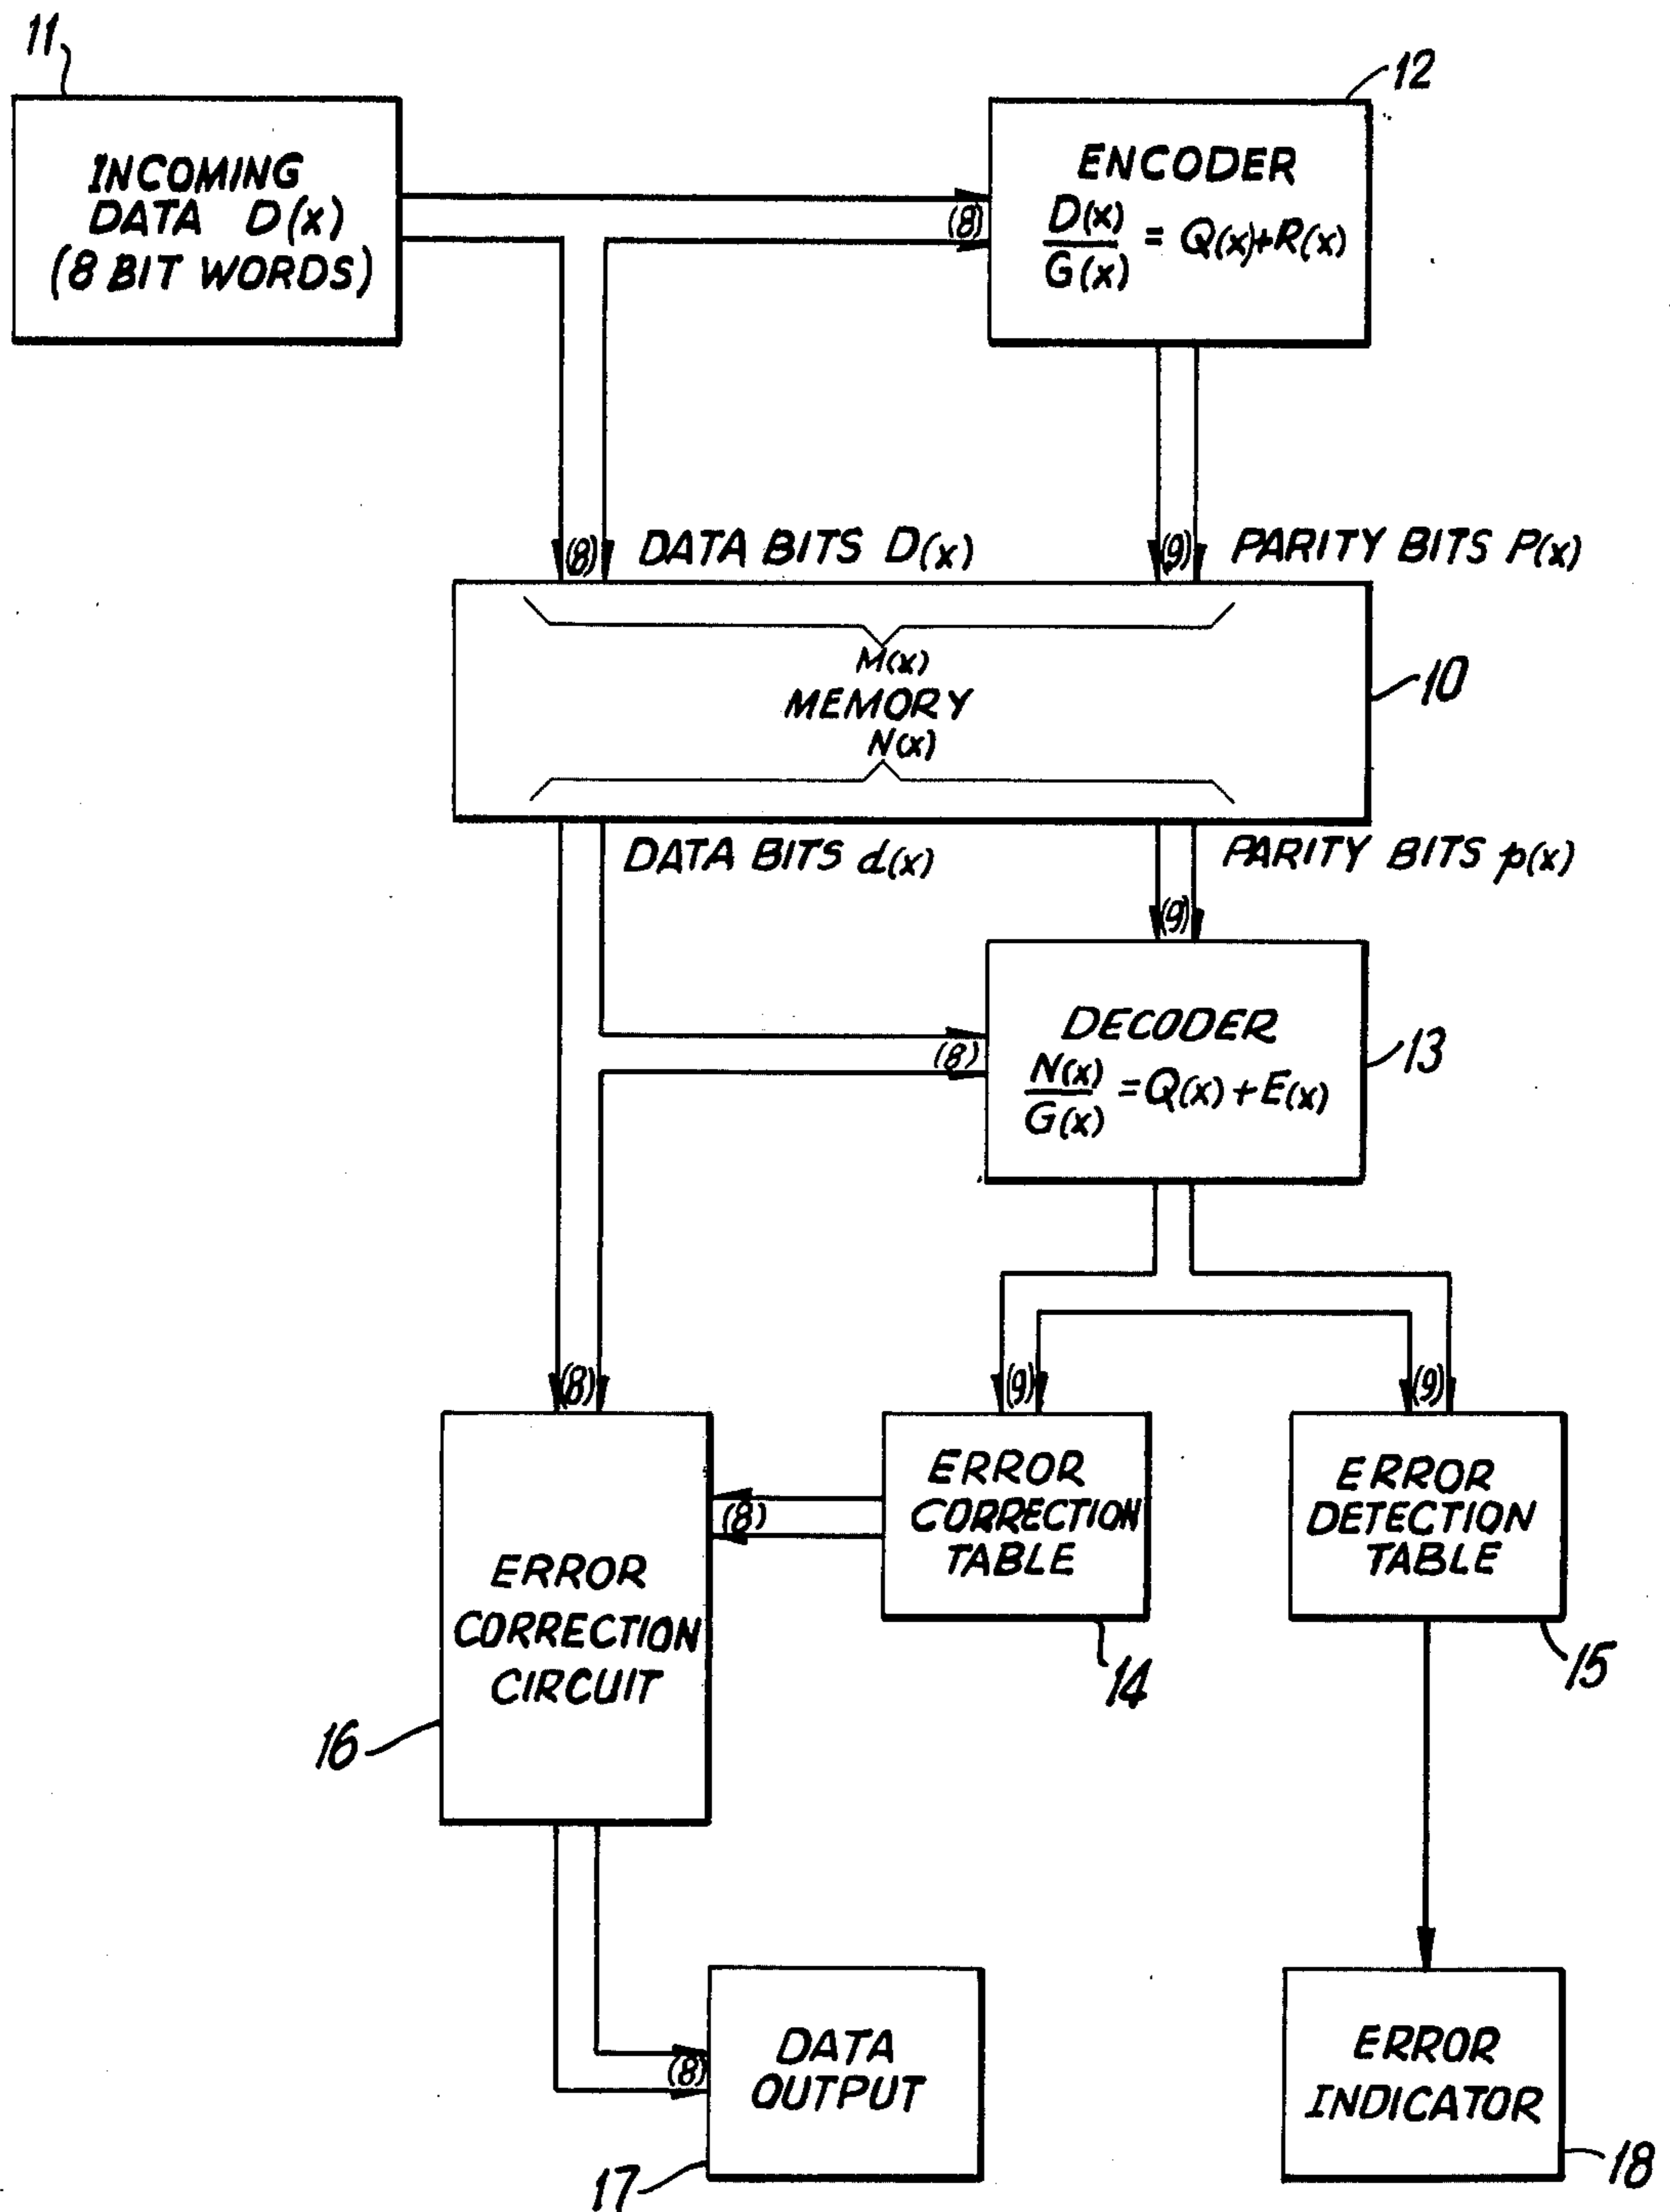 11
12
INCOMING
DATA D(x)
(8 BIT WORDS)
ENCODER
D(x)
G(x)
= Q(x)+R(x)
(8)
(8)
DATA BITS D(x)
(9)
PARITY BITS P(x)
M(x)
MEMORY
N(x)
10
DATA BITS d(x)
PARITY BITS p(x)
(9)
DECODER
N(x)
G(x)
=Q(x)+E(x)
(8)
13
(8)
(9)
(9)
ERROR
CORRECTION
TABLE
ERROR
DETECTION
TABLE
(8)
ERROR
CORRECTION
CIRCUIT
14
15
16
DATA
OUTPUT
(8)
ERROR
INDICATOR
17
18